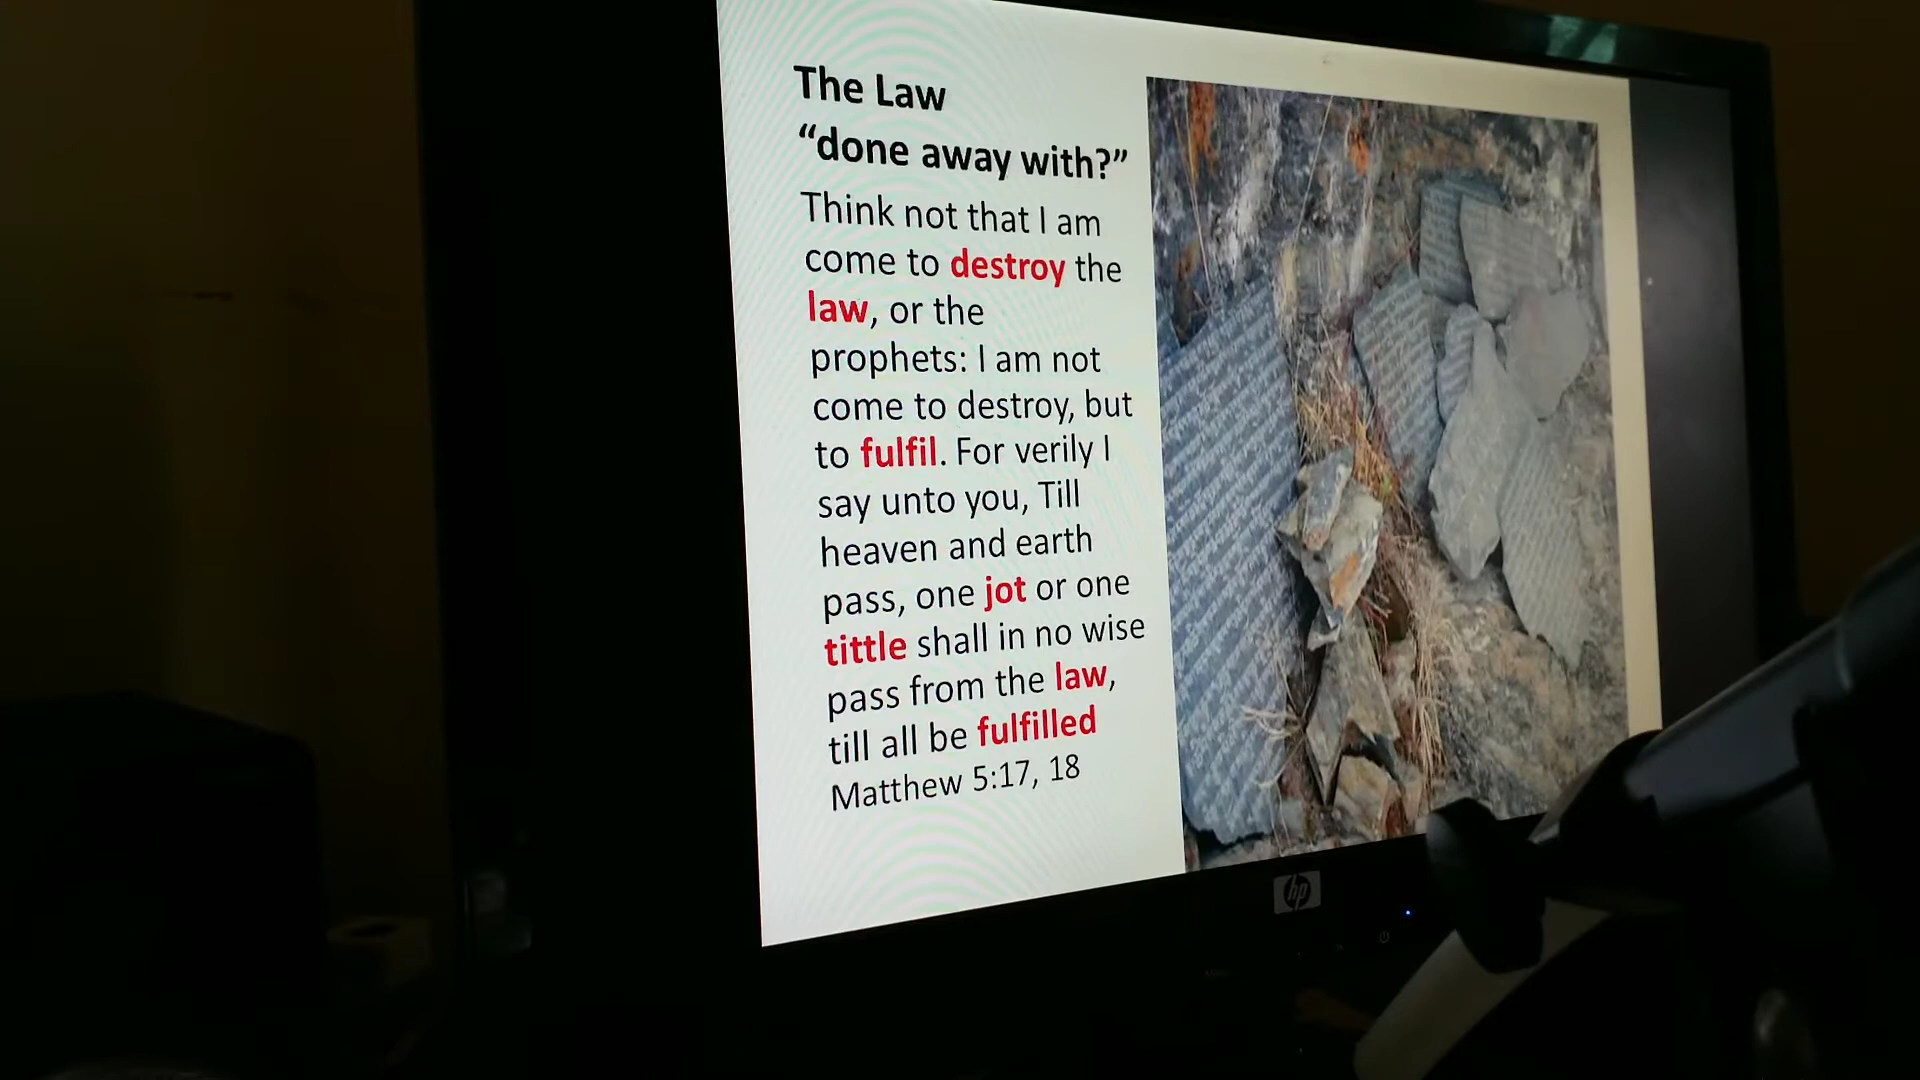 The Law
“done away with?”
Think not that I am
come to destroy the
law, or the
prophets: I am not
come to destroy, but
to fulfil. For verily I
say unto you, Till
heaven and earth
pass, one jot or one
tittle shall in no wise
pass from the law,
till all be fulfilled
Matthew 5:17, 18
hp